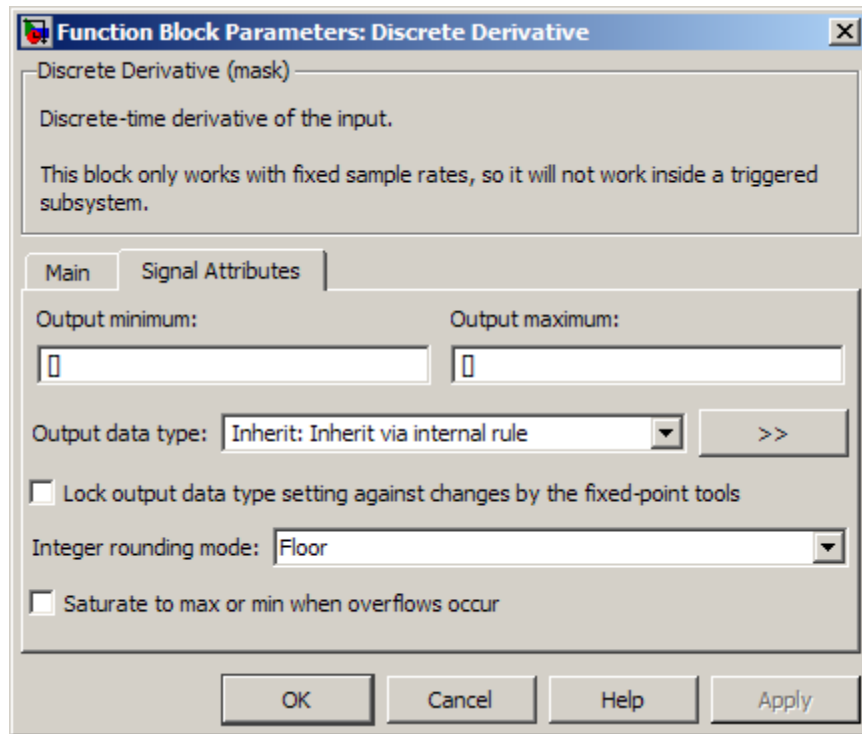 Function Block Parameters: Discrete Derivative
Discrete Derivative (mask)
Discrete-time derivative of the input.
This block only works with fixed sample rates, so it will not work inside a triggered
subsystem.
Main Signal Attributes
Output minimum: Output maximum:
[] []
Output data type: Inherit: Inherit via internal rule >>
Lock output data type setting against changes by the fixed-point tools
Integer rounding mode: Floor
Saturate to max or min when overflows occur
OK Cancel Help Apply